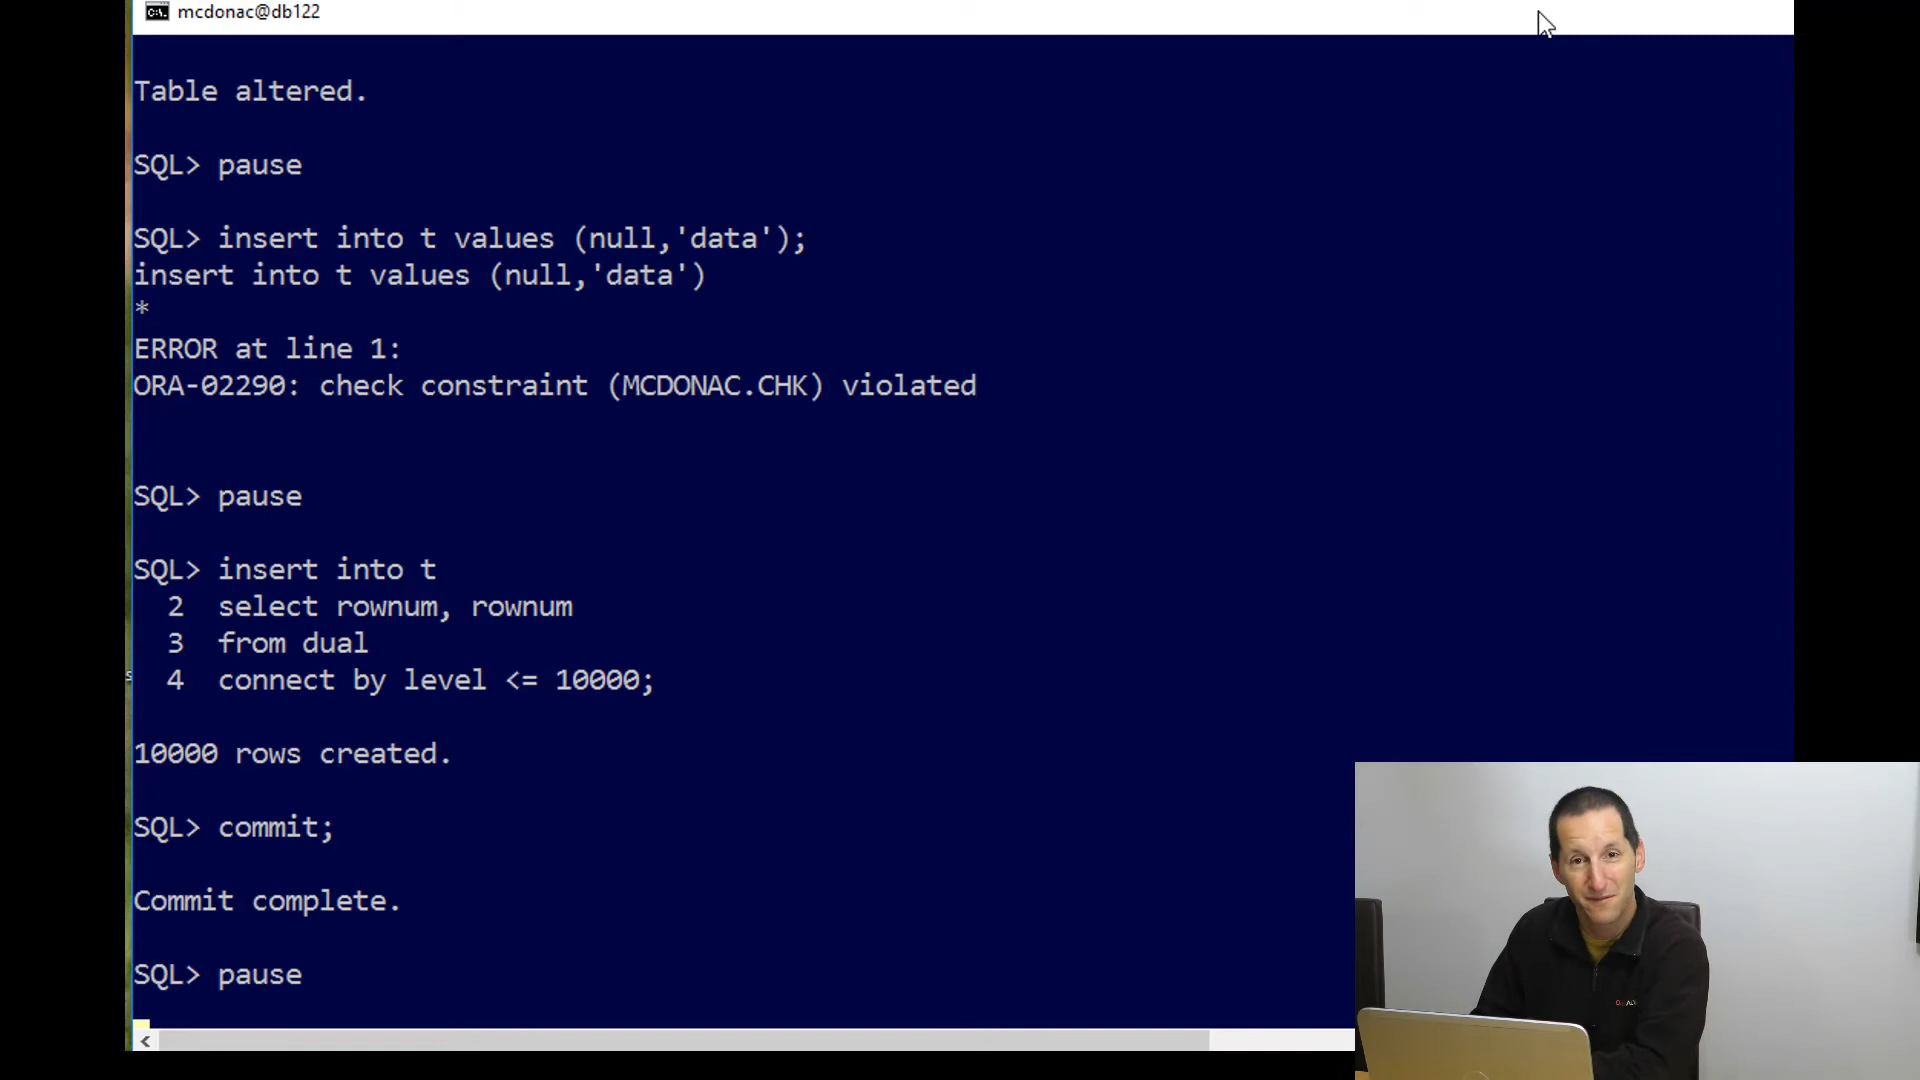 mcdonac@db122
Table altered.
SQL> pause
SQL> insert into t values (null,'data');
insert into t values (null,'data')
*
ERROR at line 1:
ORA-02290: check constraint (MCDONAC.CHK) violated
SQL> pause
SQL> insert into t
2 select rownum, rownum
3 from dual
4 connect by level <= 10000;
10000 rows created.
SQL> commit;
Commit complete.
SQL> pause